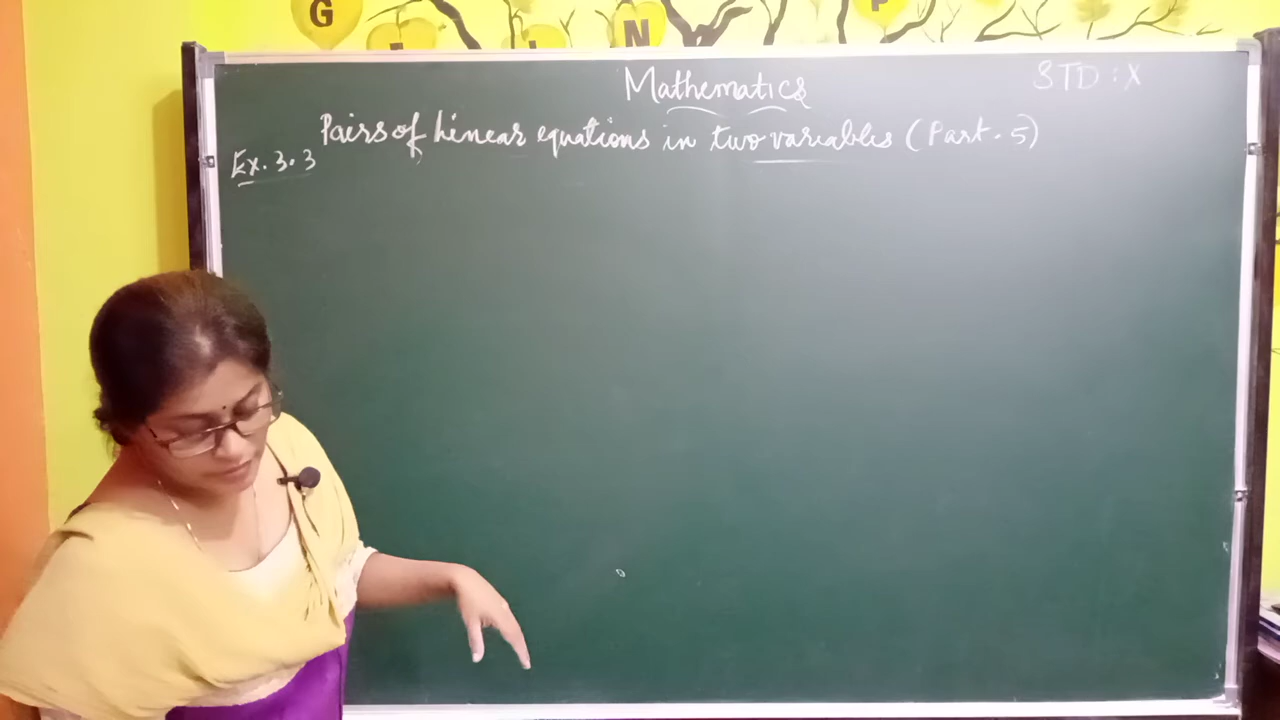 G I I N P
Mathematics
STD : X
Pairs of Linear equations in two variables (Part - 5)
Ex. 3.3